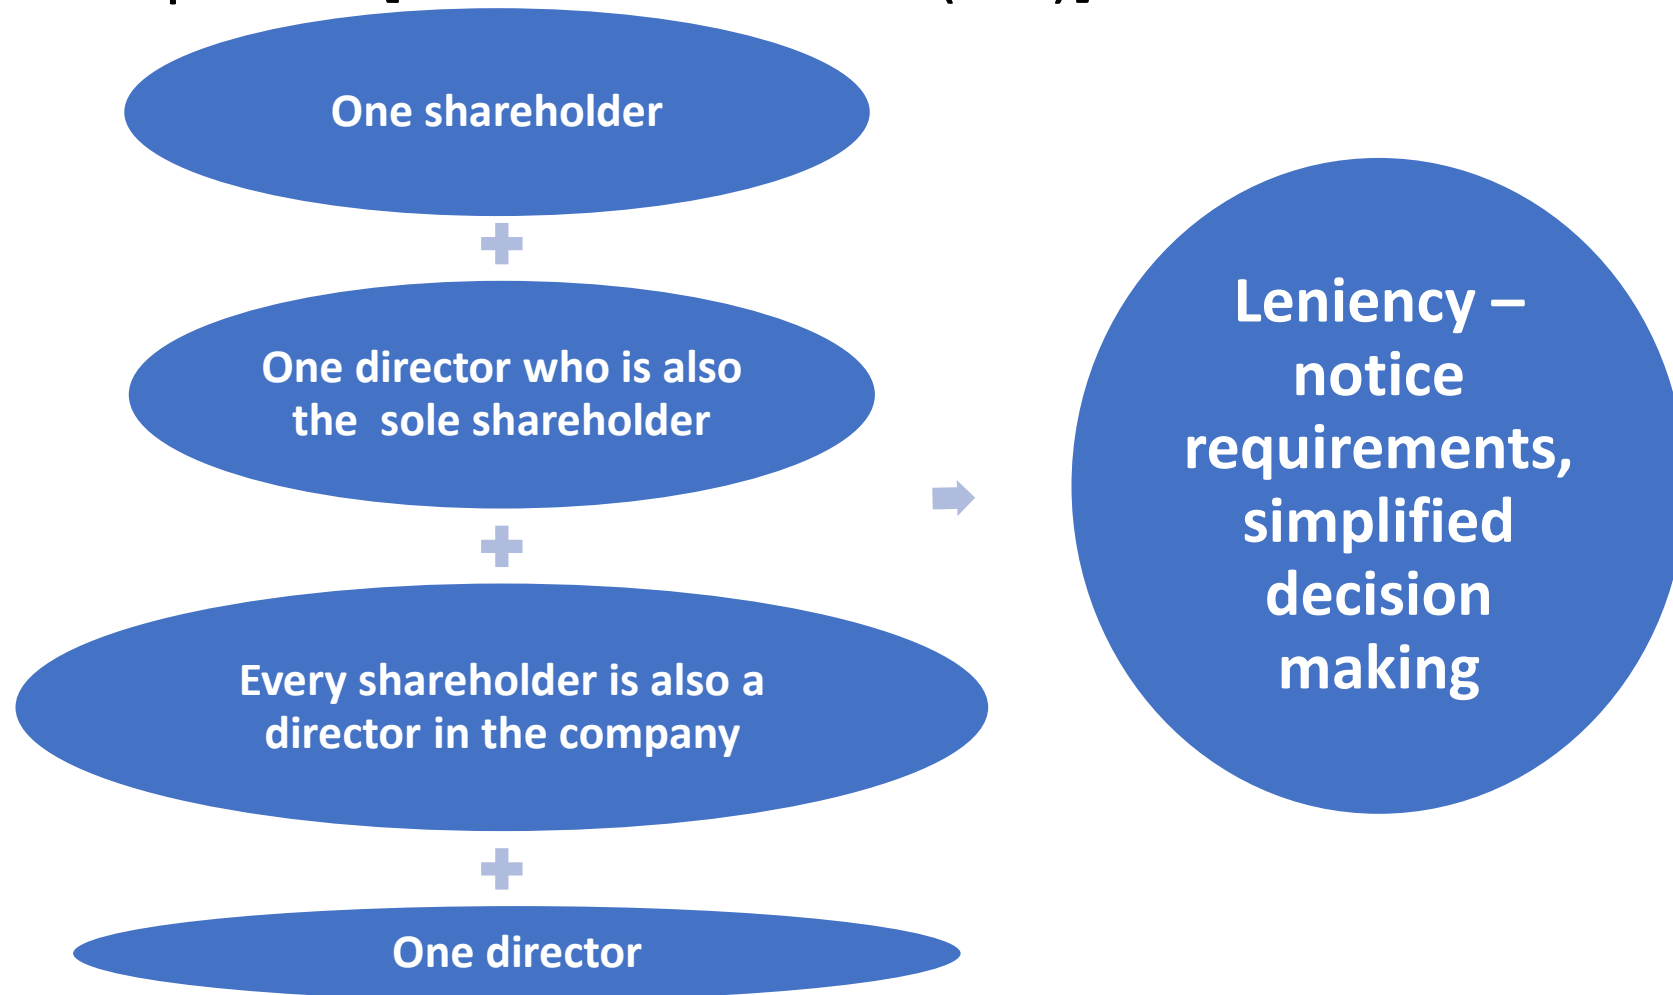 One shareholder
One director who is also
the sole shareholder
Every shareholder is also a
director in the company
One director
Leniency –
notice
requirements,
simplified
decision
making